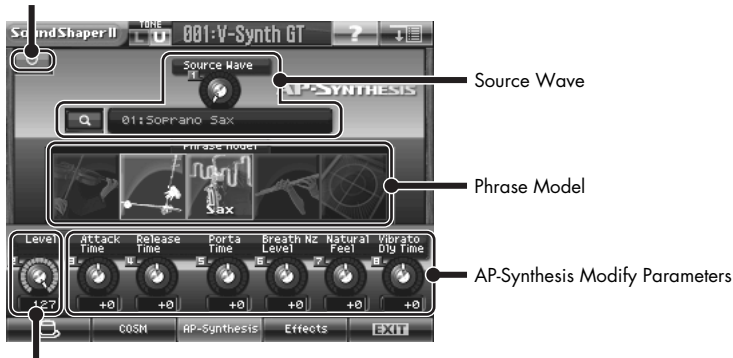 SoundShaper II TONE L U 001:V-Synth GT ?
Source Wave
1
AP-SYNTHESIS
Source Wave
01:Soprano Sax
Phrase Model
Sax
Phrase Model
Level Attack Time Release Time Porta Time Breath Nz Level Natural Feel Vibrato Dly Time
2 3 4 5 6 7 8
AP-Synthesis Modify Parameters
127 +0 +0 +0 +0 +0 +0
COSM AP-Synthesis Effects EXIT